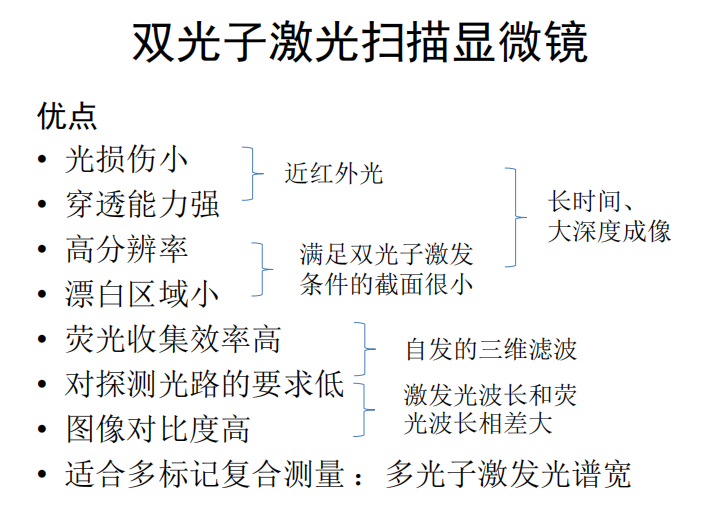 双光子激光扫描显微镜
优点
• 光损伤小
• 穿透能力强
近红外光
• 高分辨率
• 漂白区域小
满足双光子激发
条件的截面很小
长时间、
大深度成像
• 荧光收集效率高
• 对探测光路的要求低
自发的三维滤波
• 图像对比度高
激发光波长和荧
光波长相差大
• 适合多标记复合测量：多光子激发光谱宽